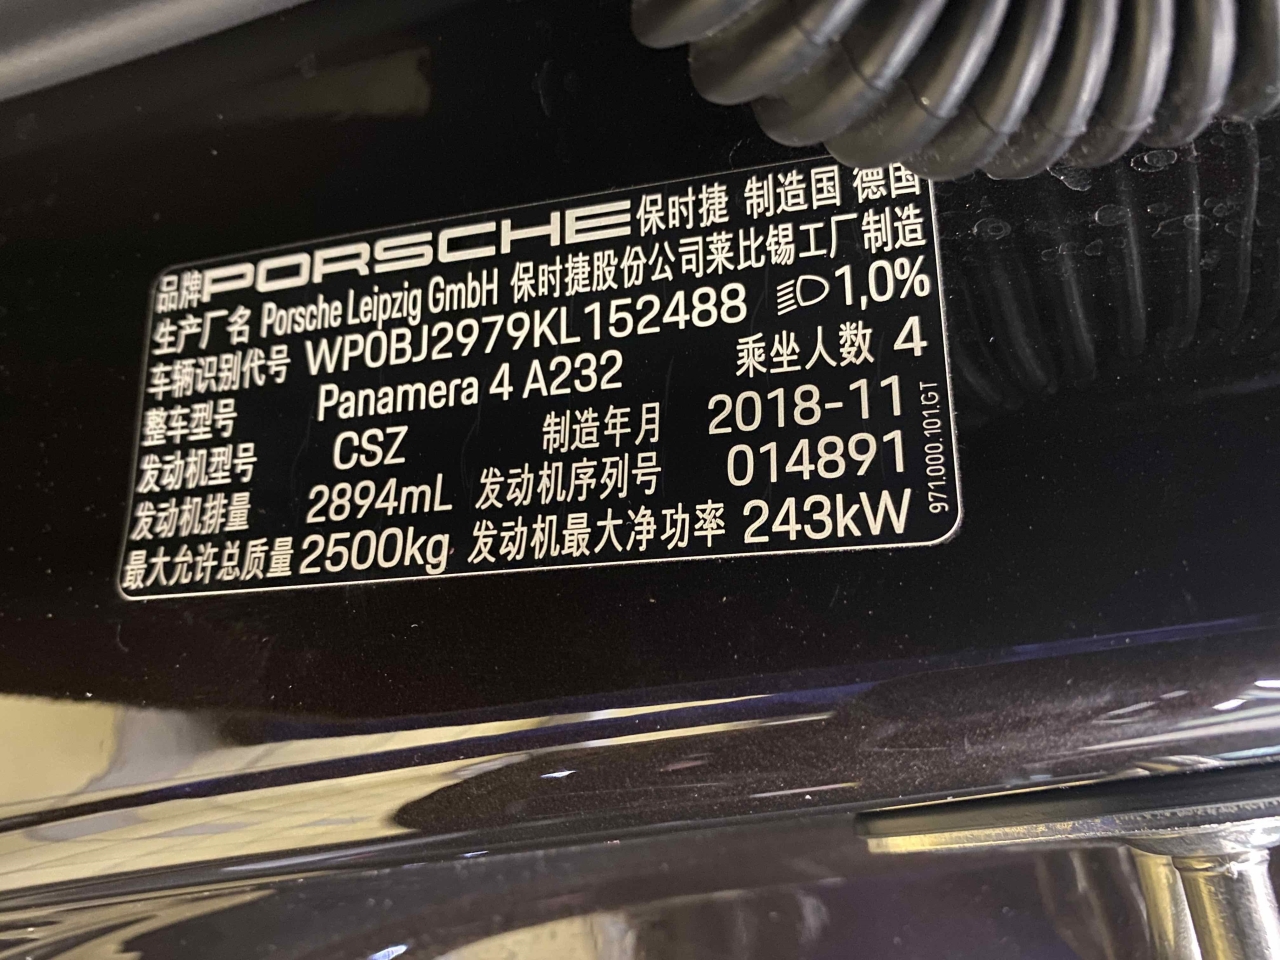 品牌 PORSCHE 保时捷 制造国 德国
生产厂名 Porsche Leipzig GmbH 保时捷股份公司莱比锡工厂制造
车辆识别代号 WP0BJ2979KL152488 1,0%
整车型号 Panamera 4 A232 乘坐人数 4
发动机型号 CSZ 制造年月 2018-11
发动机排量 2894mL 发动机序列号 014891
最大允许总质量 2500kg 发动机最大净功率 243kW
971.000.101.GT